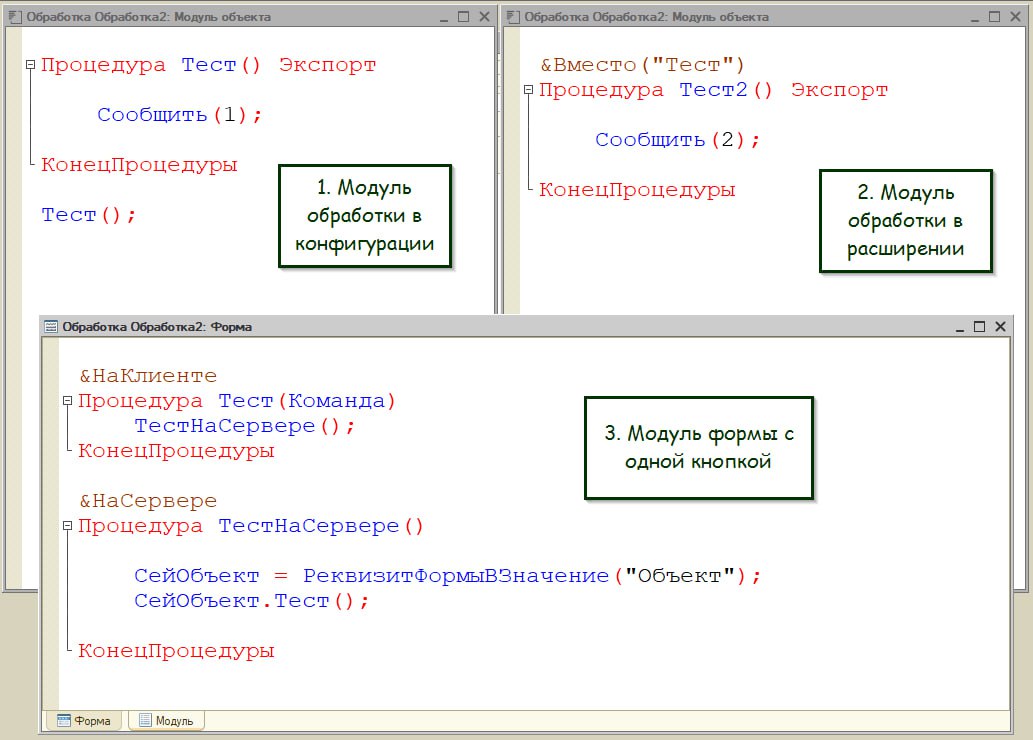 Обработка Обработка2: Модуль объекта
Процедура Тест() Экспорт
Сообщить(1);
КонецПроцедуры
Тест();
1. Модуль
обработки в
конфигурации
Обработка Обработка2: Модуль объекта
&Вместо("Тест")
Процедура Тест2() Экспорт
Сообщить(2);
КонецПроцедуры
2. Модуль
обработки в
расширении
Обработка Обработка2: Форма
&НаКлиенте
Процедура Тест(Команда)
ТестНаСервере();
КонецПроцедуры
3. Модуль формы с
одной кнопкой
&НаСервере
Процедура ТестНаСервере()
СейОбъект = РеквизитФормыВЗначение("Объект");
СейОбъект.Тест();
КонецПроцедуры
Форма
Модуль